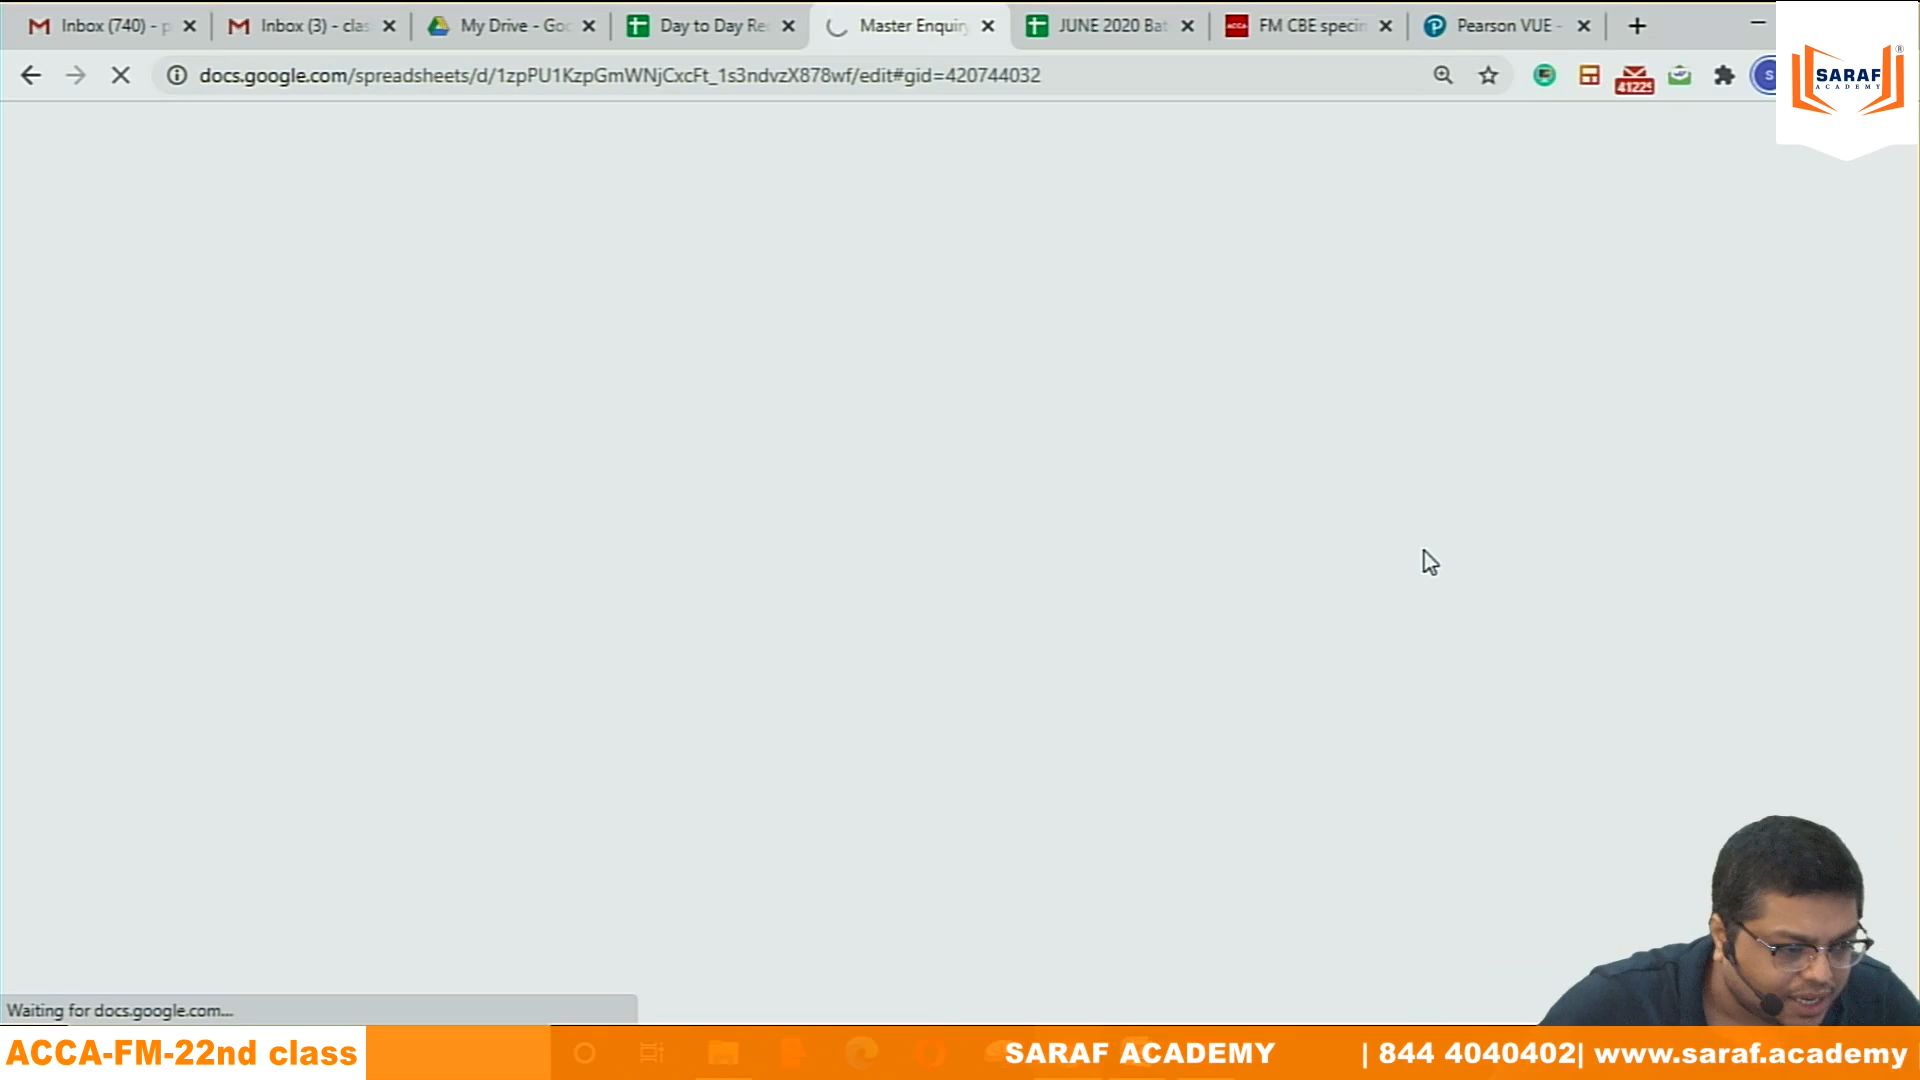 Inbox (740) - p
Inbox (3) - clas
My Drive - Goo
Day to Day Re
Master Enquiry
JUNE 2020 Bat
ACCA
FM CBE specin
Pearson VUE -
docs.google.com/spreadsheets/d/1zpPU1KzpGmWNjCxcFt_1s3ndvzX878wf/edit#gid=420744032
41225
S
SARAF
ACADEMY
®
Waiting for docs.google.com...
ACCA-FM-22nd class
SARAF ACADEMY
| 844 4040402| www.saraf.academy